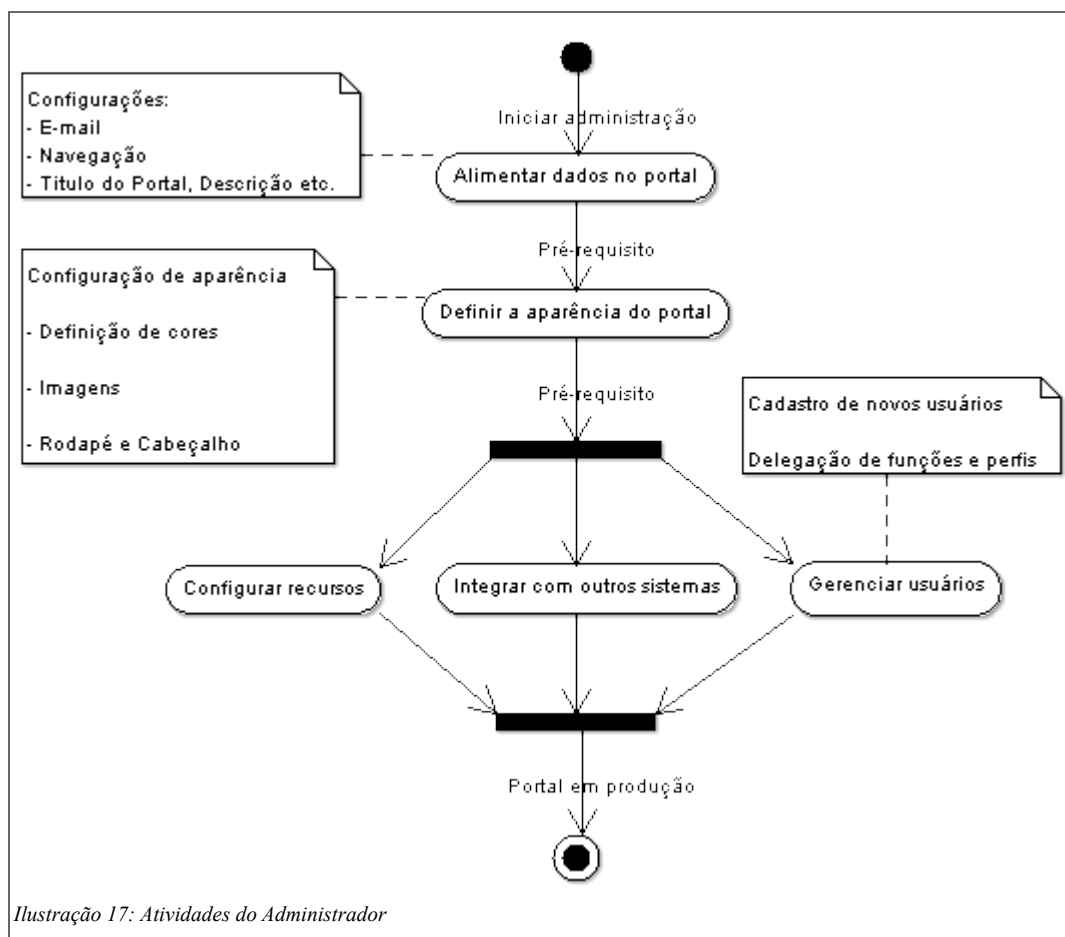 Configurações:
- E-mail
- Navegação
- Titulo do Portal, Descrição etc.
Iniciar administração
Alimentar dados no portal
Pré-requisito
Configuração de aparência
- Definição de cores
- Imagens
- Rodapé e Cabeçalho
Definir a aparência do portal
Pré-requisito
Cadastro de novos usuários
Delegação de funções e perfis
Configurar recursos
Integrar com outros sistemas
Gerenciar usuários
Portal em produção
Ilustração 17: Atividades do Administrador